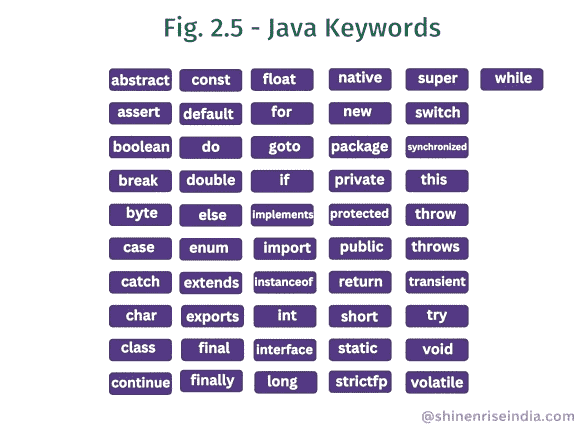 Fig. 2.5 - Java Keywords
abstract const float native super while
assert default for new switch
boolean do goto package synchronized
break double if private this
byte else implements protected throw
case enum import public throws
catch extends instanceof return transient
char exports int short try
class final interface static void
continue finally long strictfp volatile
@shinenriseindia.com